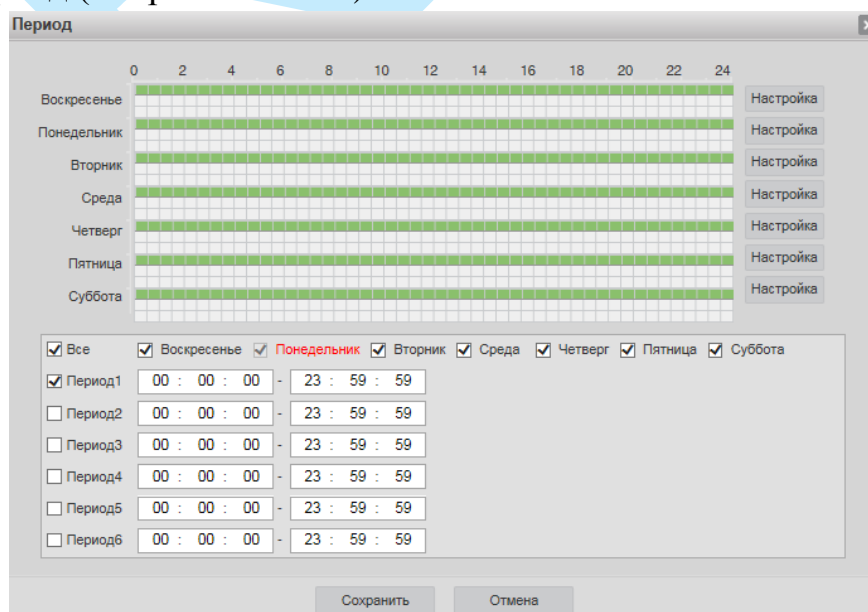 Период
0 2 4 6 8 10 12 14 16 18 20 22 24
Воскресенье Настройка
Понедельник Настройка
Вторник Настройка
Среда Настройка
Четверг Настройка
Пятница Настройка
Суббота Настройка
Все Воскресенье Понедельник Вторник Среда Четверг Пятница Суббота
Период1 00 : 00 : 00 - 23 : 59 : 59
Период2 00 : 00 : 00 - 23 : 59 : 59
Период3 00 : 00 : 00 - 23 : 59 : 59
Период4 00 : 00 : 00 - 23 : 59 : 59
Период5 00 : 00 : 00 - 23 : 59 : 59
Период6 00 : 00 : 00 - 23 : 59 : 59
Сохранить Отмена